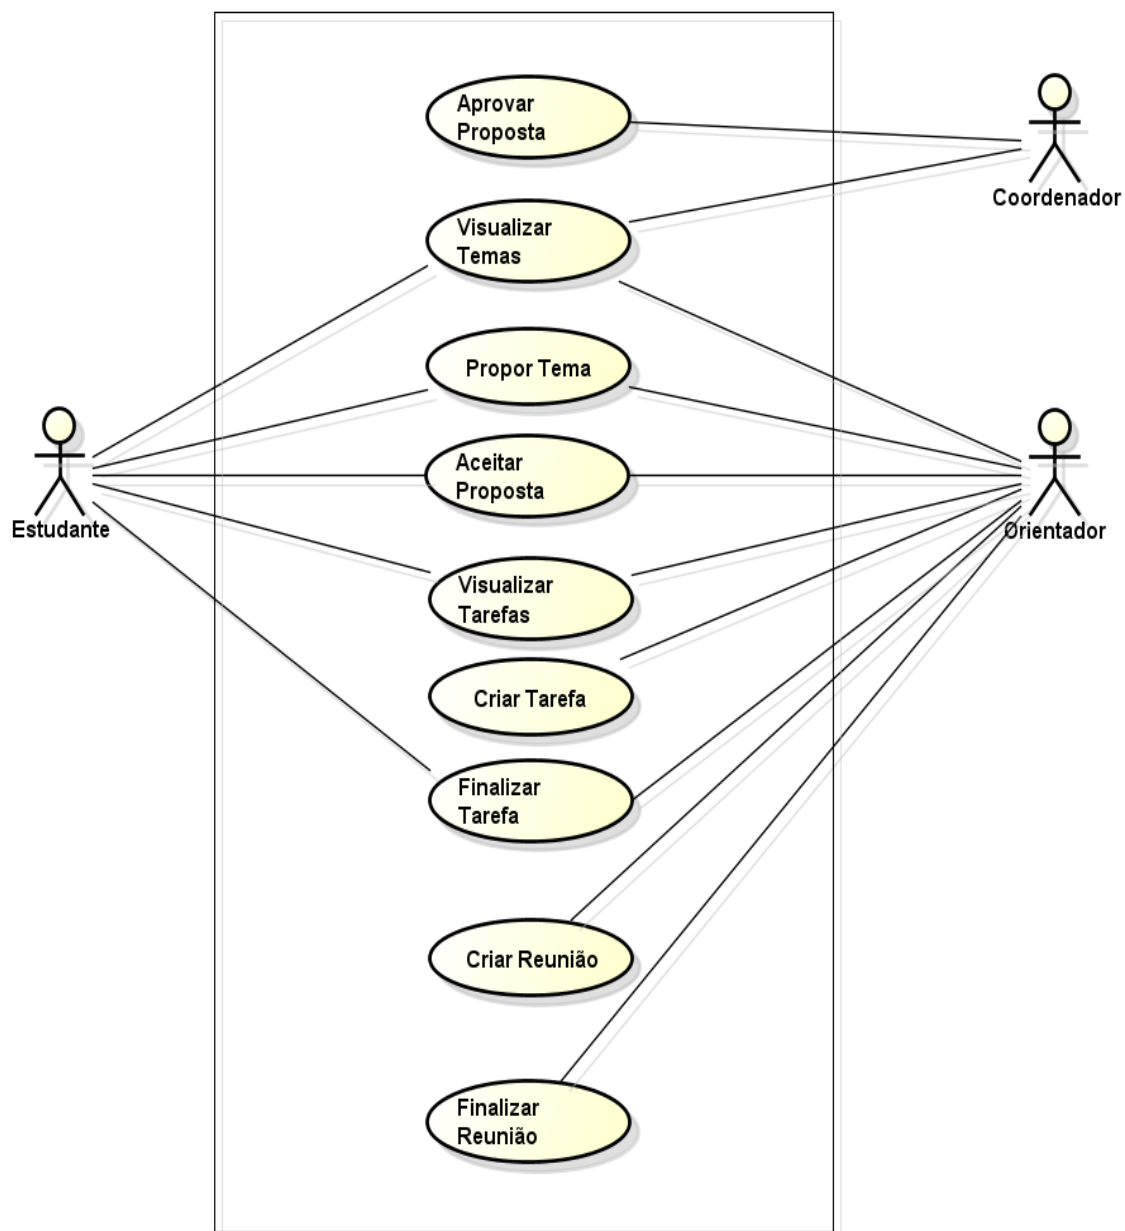 Aprovar
Proposta
Coordenador
Visualizar
Temas
Propor Tema
Aceitar
Proposta
Estudante
Orientador
Visualizar
Tarefas
Criar Tarefa
Finalizar
Tarefa
Criar Reunião
Finalizar
Reunião